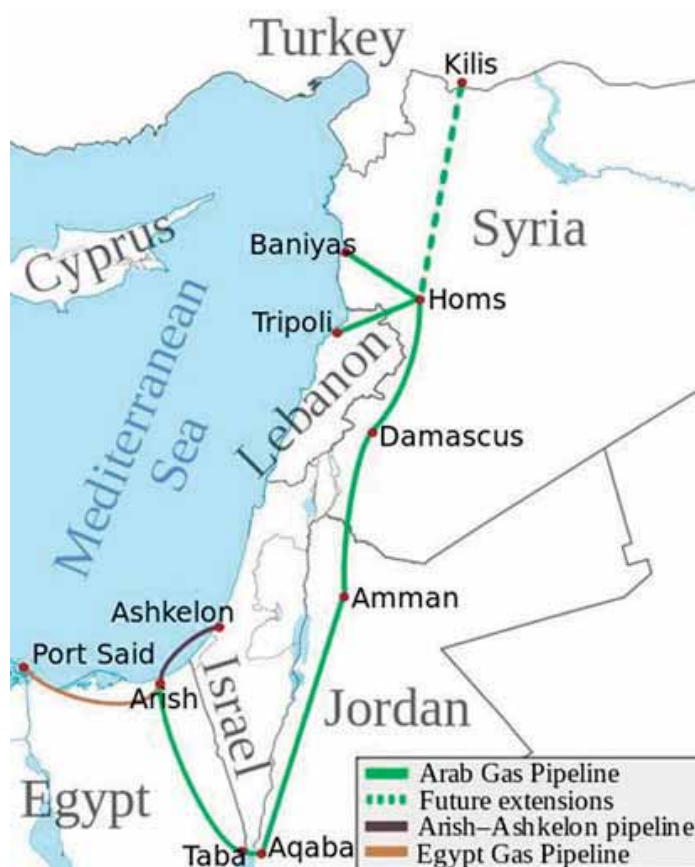 Turkey
Kilis
Syria
Cyprus
Baniyas
Homs
Tripoli
Lebanon
Mediterranean
Sea
Damascus
Amman
Ashkelon
Port Said
Arish
Israel
Jordan
Egypt
Taba
Aqaba
Arab Gas Pipeline
Future extensions
Arish–Ashkelon pipeline
Egypt Gas Pipeline